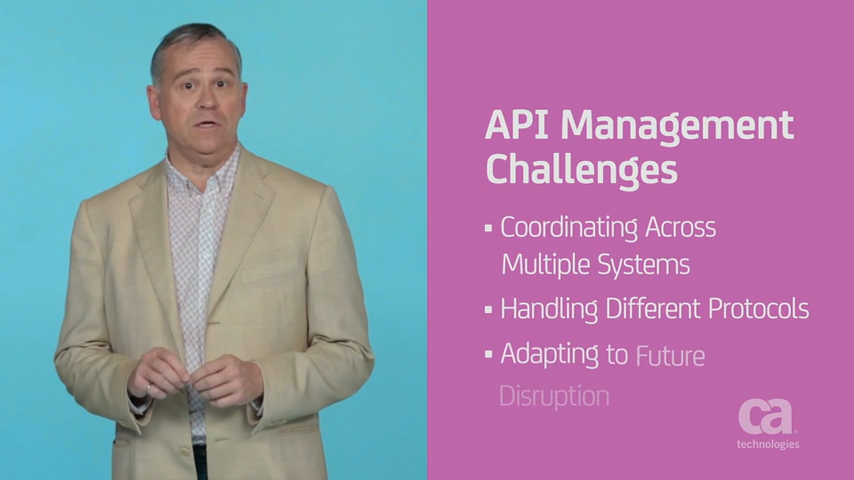 API Management
Challenges
▪ Coordinating Across
Multiple Systems
▪ Handling Different Protocols
▪ Adapting to Future
Disruption
ca
technologies